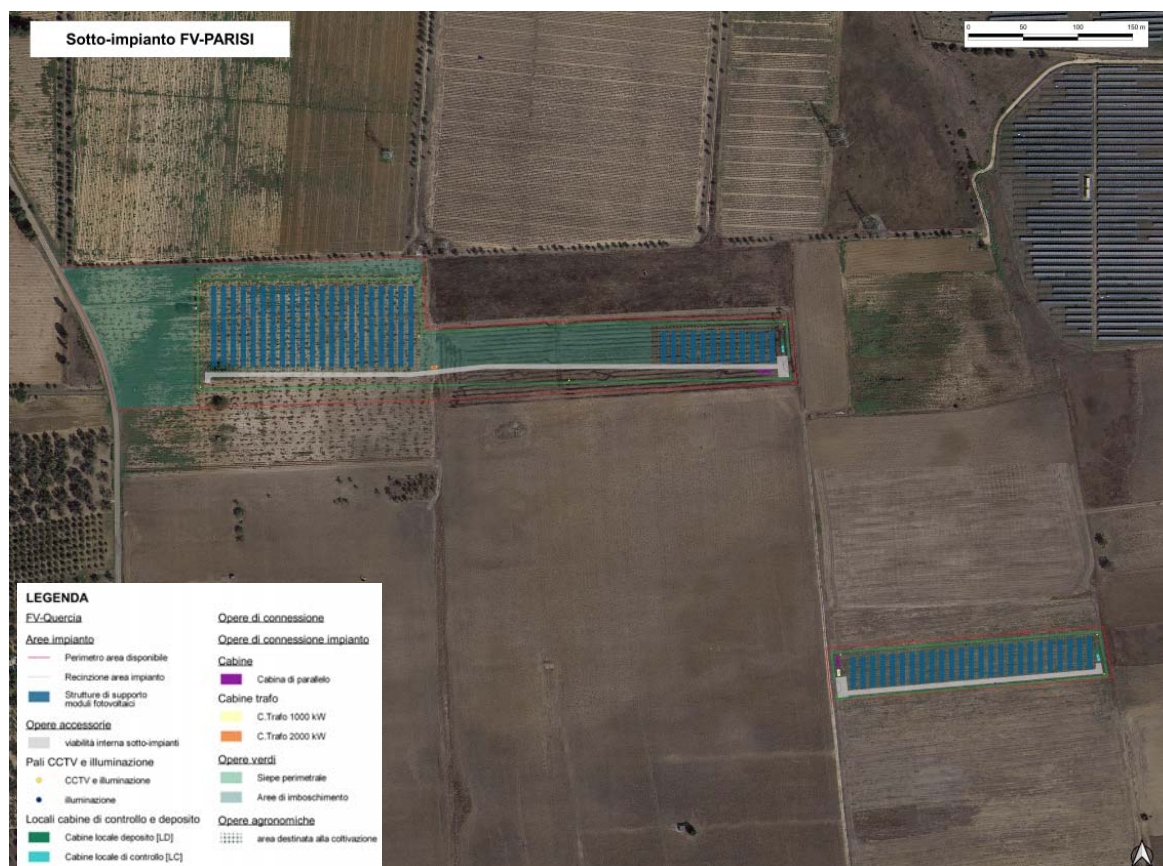 Sotto-impianto FV-PARISI
0 50 100 150 m
LEGENDA
FV-Quercia
Aree impianto
Perimetro area disponibile
Recinzione area impianto
Strutture di supporto
moduli fotovoltaici
Opere accessorie
viabilità interna sotto-impianti
Pali CCTV e illuminazione
CCTV e illuminazione
illuminazione
Locali cabine di controllo e deposito
Cabine locale deposito [LD]
Cabine locale di controllo [LC]
Opere di connessione
Opere di connessione impianto
Cabine
Cabina di parallelo
Cabine trafo
C.Trafo 1000 kW
C.Trafo 2000 kW
Opere verdi
Siepe perimetrale
Aree di imboschimento
Opere agronomiche
area destinata alla coltivazione